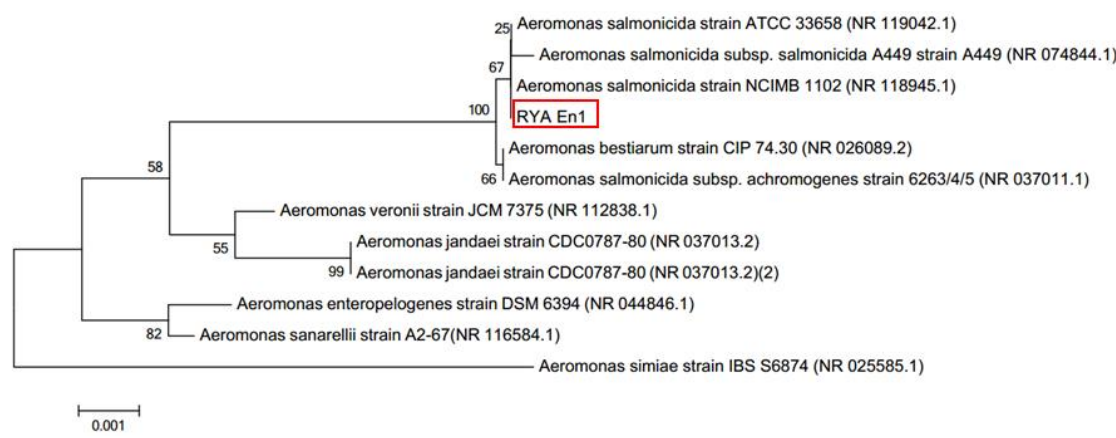 Aeromonas salmonicida strain ATCC 33658 (NR 119042.1)
25
Aeromonas salmonicida subsp. salmonicida A449 strain A449 (NR 074844.1)
67
Aeromonas salmonicida strain NCIMB 1102 (NR 118945.1)
100
RYA En1
Aeromonas bestiarum strain CIP 74.30 (NR 026089.2)
58
66
Aeromonas salmonicida subsp. achromogenes strain 6263/4/5 (NR 037011.1)
Aeromonas veronii strain JCM 7375 (NR 112838.1)
55
Aeromonas jandaei strain CDC0787-80 (NR 037013.2)
99
Aeromonas jandaei strain CDC0787-80 (NR 037013.2)(2)
Aeromonas enteropelogenes strain DSM 6394 (NR 044846.1)
82
Aeromonas sanarellii strain A2-67(NR 116584.1)
Aeromonas simiae strain IBS S6874 (NR 025585.1)
0.001